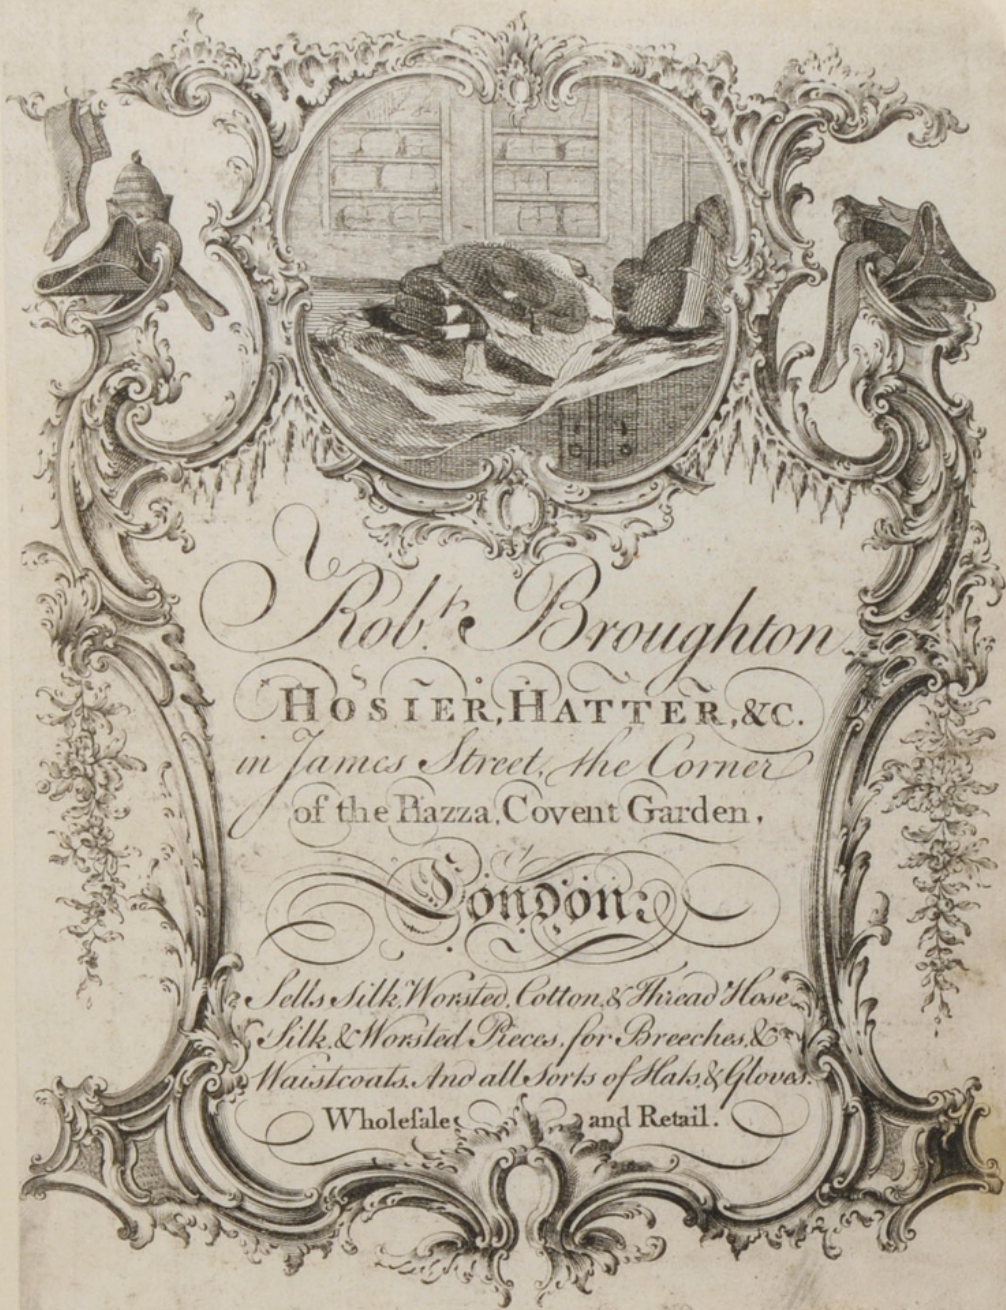 Rob.t Broughton
HOSIER, HATTER, &C.
in James Street, the Corner
of the Piazza, Covent Garden,
London:
Sells Silk, Worsted, Cotton, & Thread Hose
Silk, & Worsted Pieces, for Breeches, &
Waistcoats, And all Sorts of Hats, & Gloves.
Wholeſale and Retail.